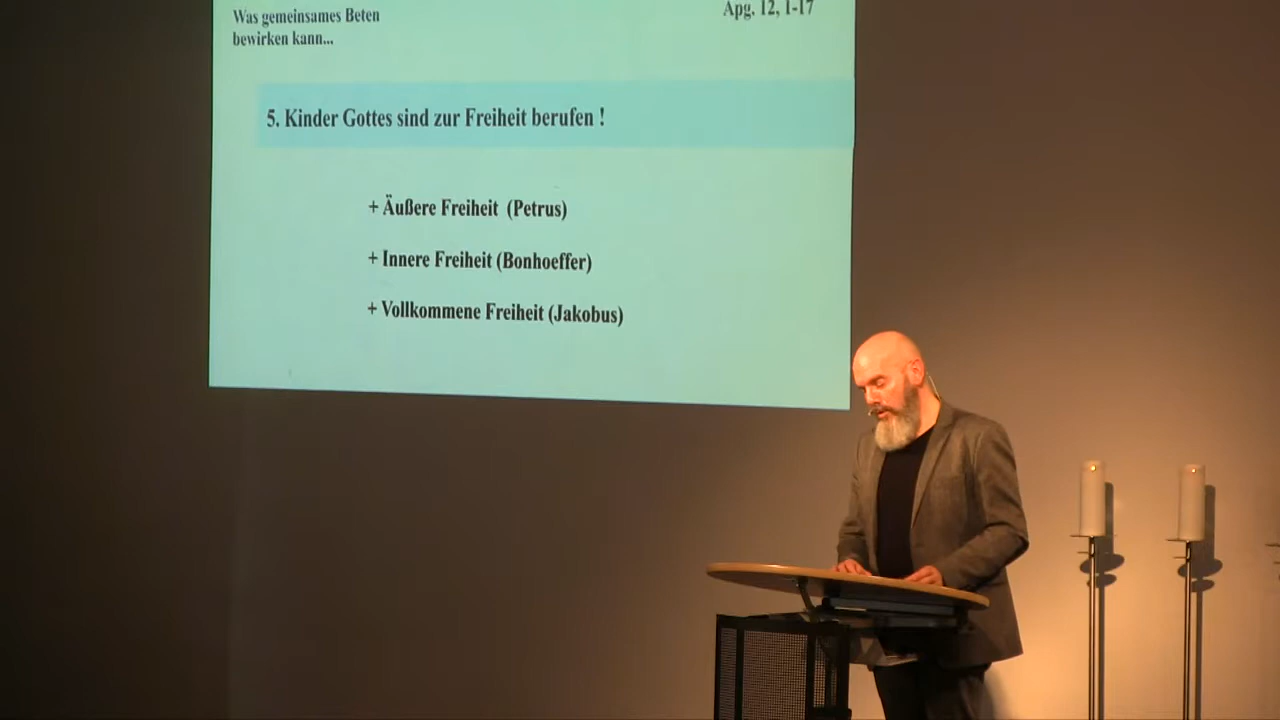 Was gemeinsames Beten
bewirken kann...
Apg. 12, 1-17
5. Kinder Gottes sind zur Freiheit berufen !
+ Äußere Freiheit (Petrus)
+ Innere Freiheit (Bonhoeffer)
+ Vollkommene Freiheit (Jakobus)